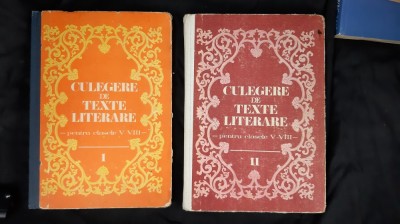 CULEGERE
DE
TEXTE
LITERARE
pentru clasele V-VIII
I
CULEGERE
DE
TEXTE
LITERARE
pentru clasele V-VIII
II